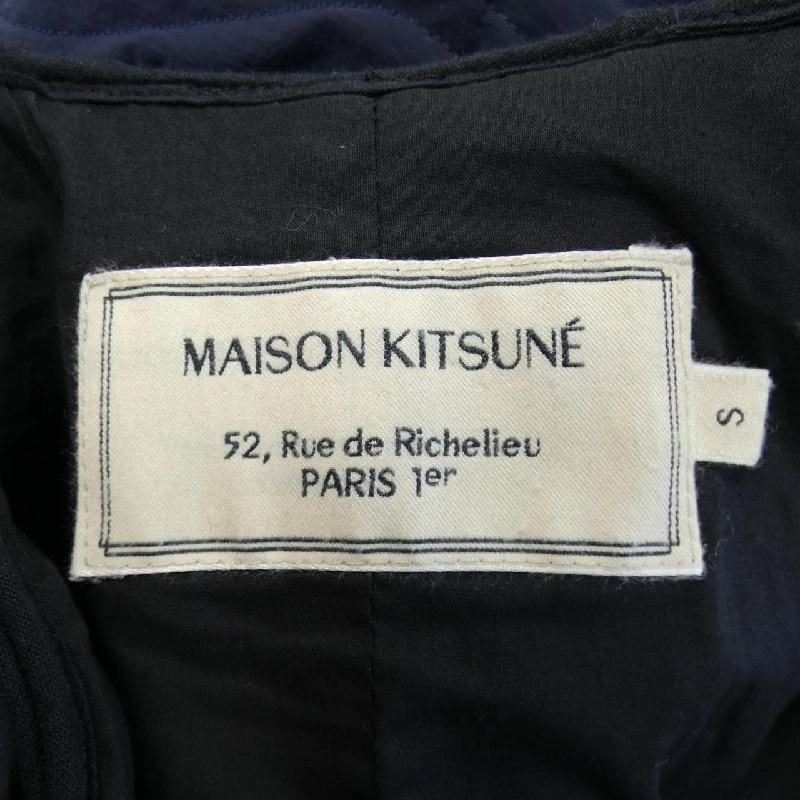 MAISON KITSUNÉ
52, Rue de Richelieu
PARIS 1er
S